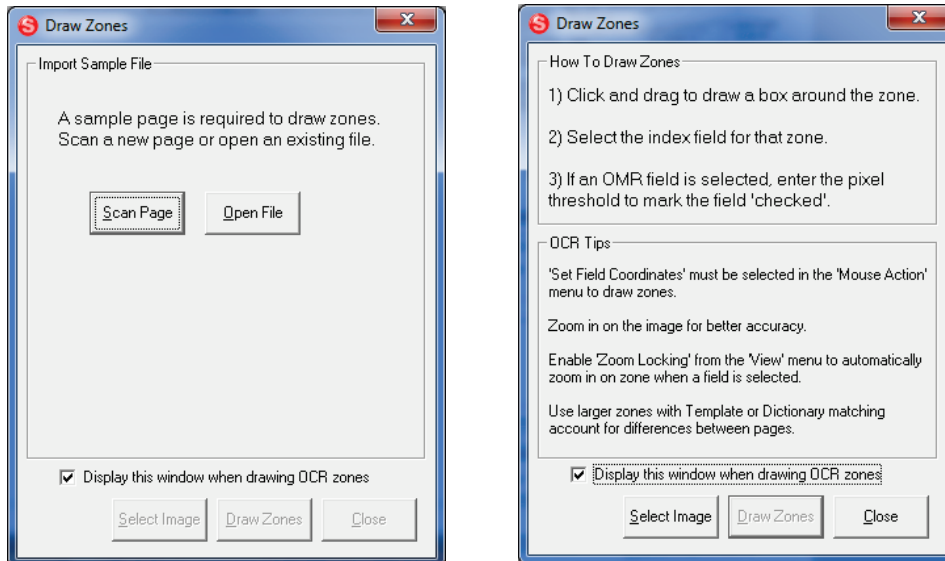 Draw Zones
Import Sample File
A sample page is required to draw zones.
Scan a new page or open an existing file.
Scan Page
Open File
Display this window when drawing OCR zones
Select Image
Draw Zones
Close
Draw Zones
How To Draw Zones
1) Click and drag to draw a box around the zone.
2) Select the index field for that zone.
3) If an OMR field is selected, enter the pixel
threshold to mark the field 'checked'.
OCR Tips
'Set Field Coordinates' must be selected in the 'Mouse Action'
menu to draw zones.
Zoom in on the image for better accuracy.
Enable 'Zoom Locking' from the 'View' menu to automatically
zoom in on zone when a field is selected.
Use larger zones with Template or Dictionary matching
account for differences between pages.
Display this window when drawing OCR zones
Select Image
Draw Zones
Close